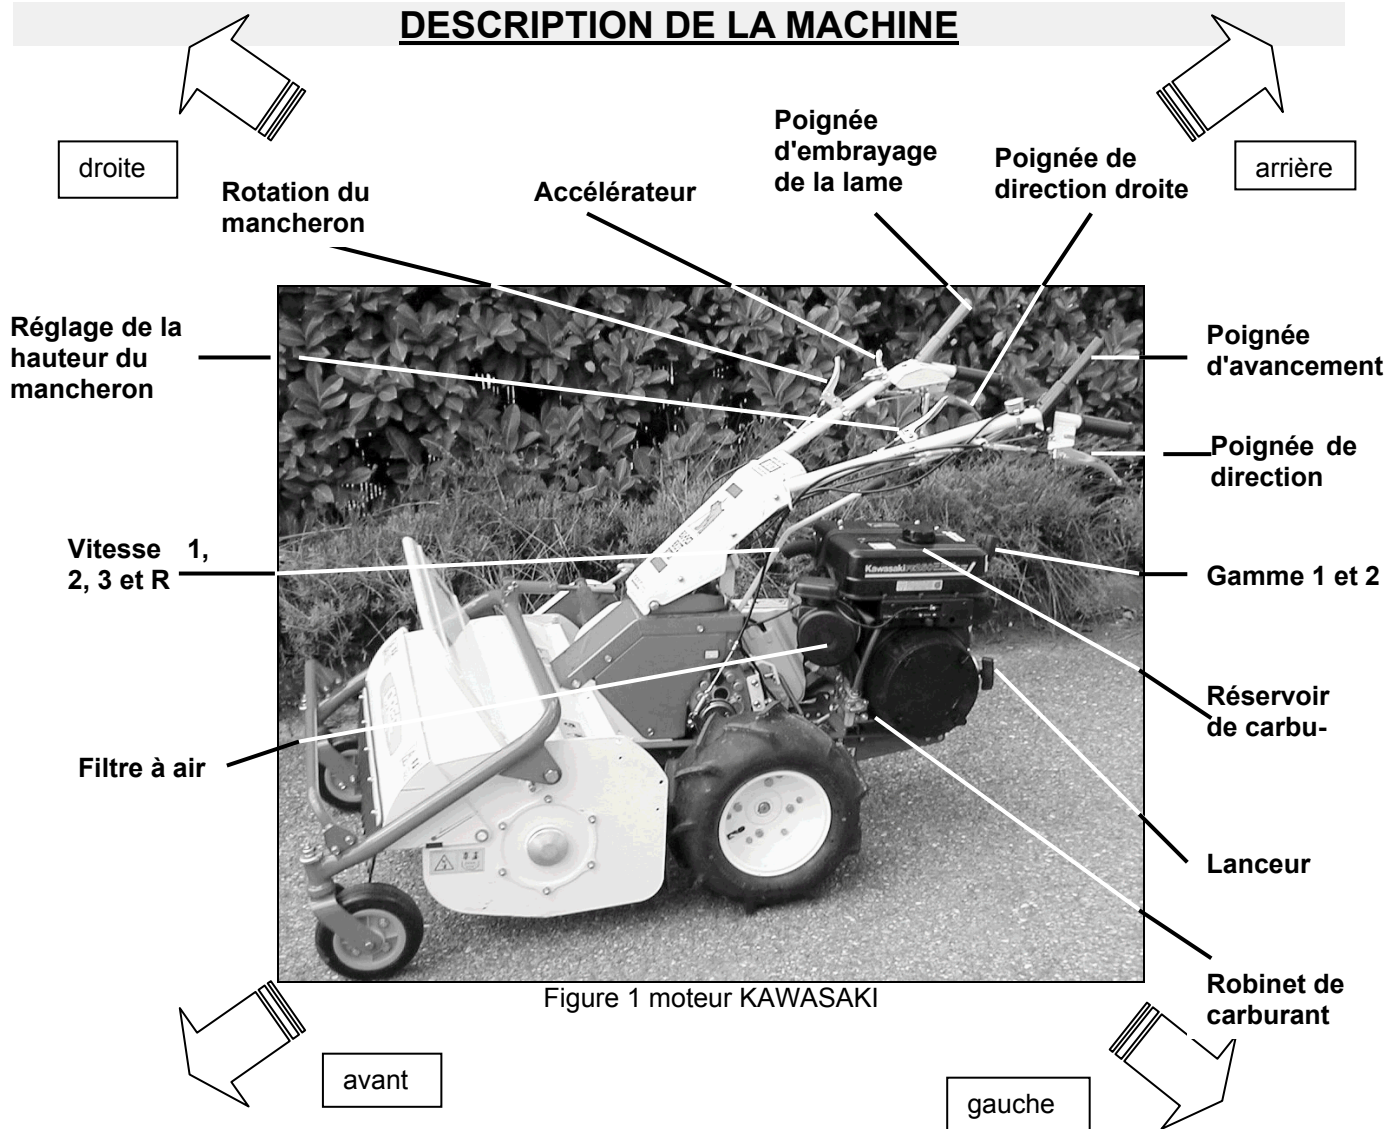 DESCRIPTION DE LA MACHINE
droite
arrière
Poignée
d'embrayage
de la lame
Poignée de
direction droite
Rotation du
mancheron
Accélérateur
Réglage de la
hauteur du
mancheron
Poignée
d'avancement
Poignée de
direction
Vitesse 1,
2, 3 et R
Kawasaki
Gamme 1 et 2
Réservoir
de carbu-
Filtre à air
Lanceur
Robinet de
carburant
Figure 1 moteur KAWASAKI
avant
gauche